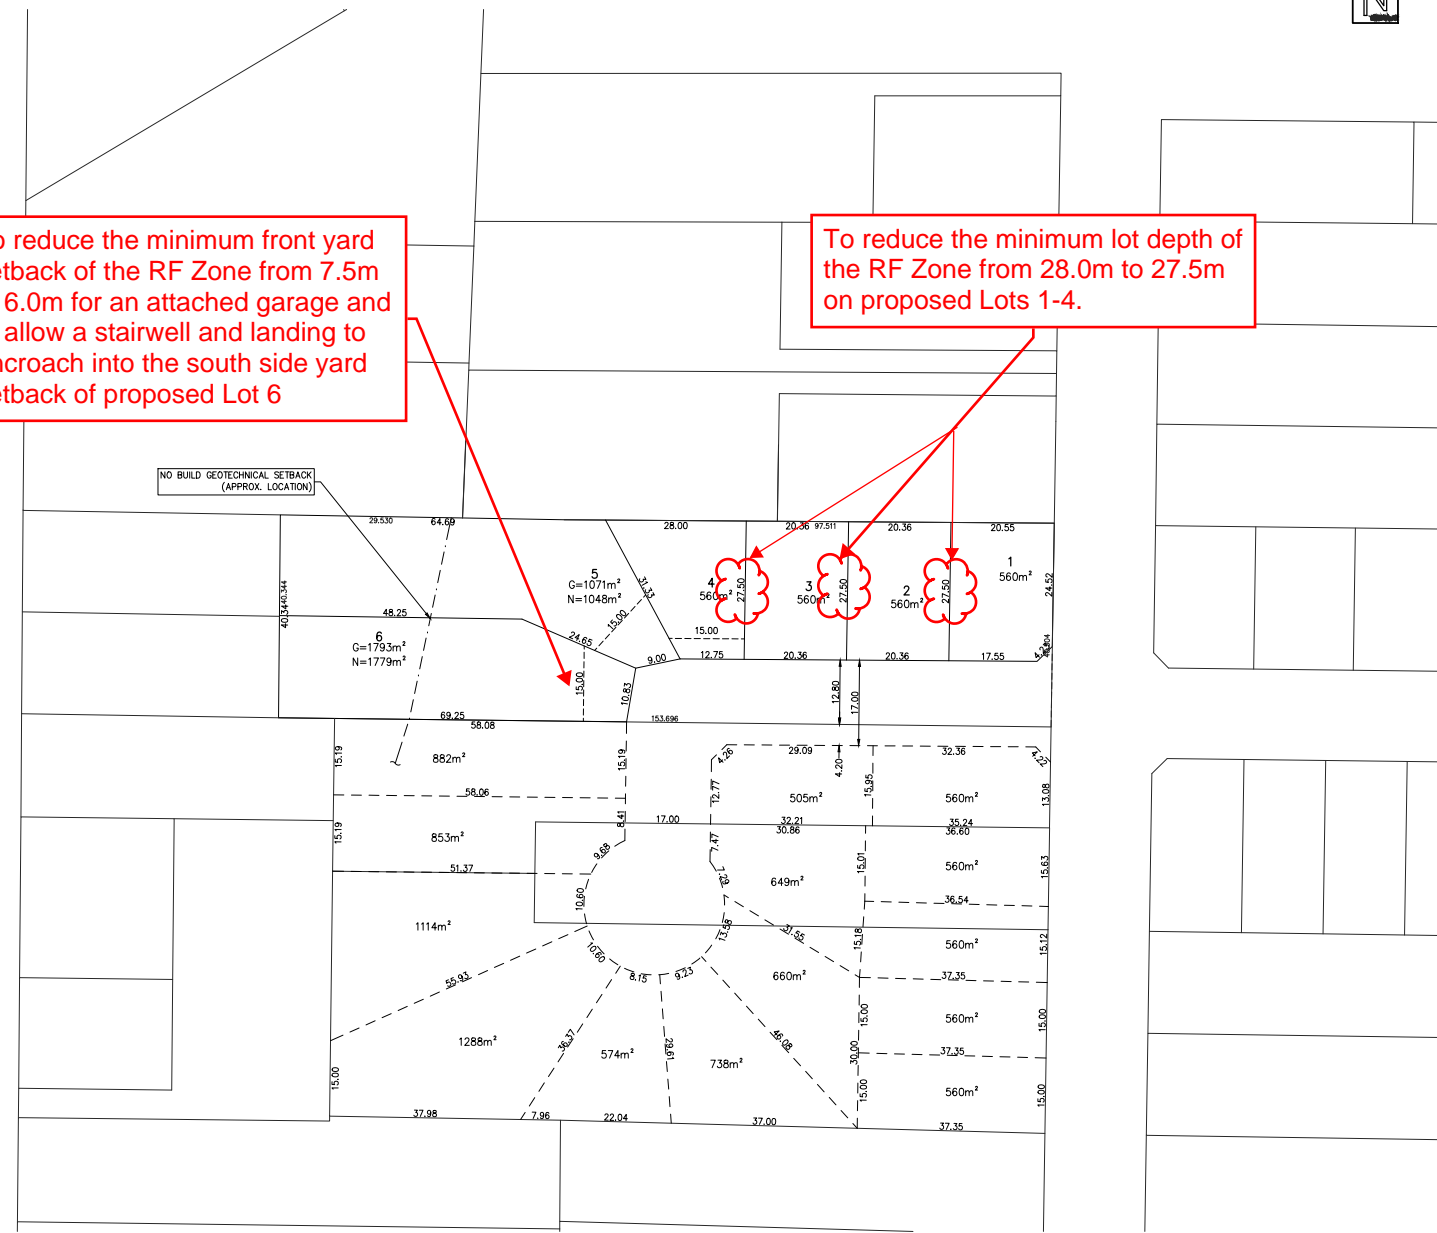 o reduce the minimum front yard
etback of the RF Zone from 7.5m
6.0m for an attached garage and
allow a stairwell and landing to
ncroach into the south side yard
etback of proposed Lot 6
To reduce the minimum lot depth of
the RF Zone from 28.0m to 27.5m
on proposed Lots 1-4.
NO BUILD GEOTECHNICAL SETBACK
(APPROX. LOCATION)
29.530
64.69
28.00
20.36
97.511
20.36
20.55
40.344
40.34
48.25
6
G=1793m²
N=1779m²
5
G=1071m²
N=1048m²
31.33
15.00
24.65
15.00
4
560m²
27.50
3
560m²
27.50
2
560m²
27.50
1
560m²
24.52
15.00
9.00
12.75
20.36
20.36
17.55
10.83
12.80
17.00
69.25
58.08
153.696
15.19
882m²
15.19
4.26
29.09
4.20
32.36
4.22
58.06
12.77
505m²
15.95
560m²
13.08
15.19
853m²
8.41
17.00
32.21
30.86
35.24
36.60
9.68
7.47
51.37
7.29
649m²
15.01
560m²
15.63
10.60
36.54
1114m²
13.58
31.55
15.18
560m²
15.12
10.60
8.15
9.23
660m²
37.35
55.93
15.00
560m²
15.00
1288m²
36.37
574m²
29.61
738m²
46.08
30.00
37.35
15.00
15.00
560m²
15.00
37.98
7.96
22.04
37.00
37.35